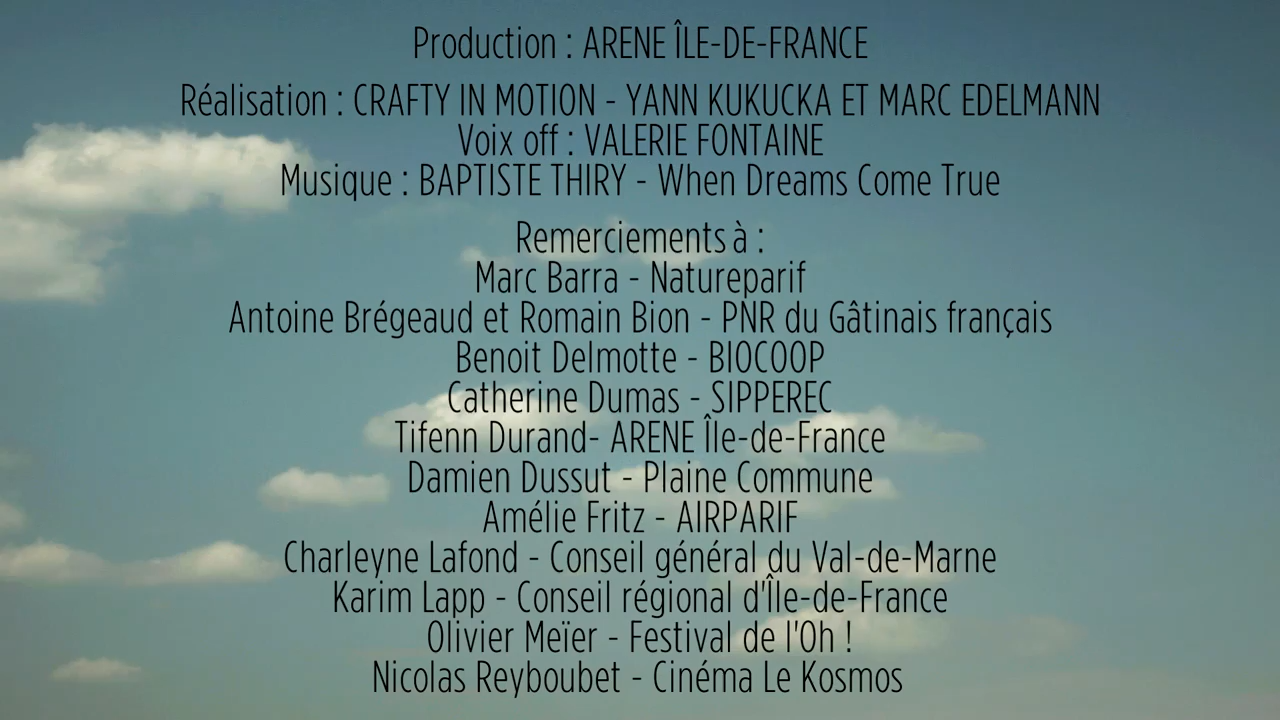 Production : ARENE ÎLE-DE-FRANCE
Réalisation : CRAFTY IN MOTION - YANN KUKUCKA ET MARC EDELMANN
Voix off : VALERIE FONTAINE
Musique : BAPTISTE THIRY - When Dreams Come True
Remerciements à :
Marc Barra - Natureparif
Antoine Brégeaud et Romain Bion - PNR du Gâtinais français
Benoit Delmotte - BIOCOOP
Catherine Dumas - SIPPEREC
Tifenn Durand- ARENE Île-de-France
Damien Dussut - Plaine Commune
Amélie Fritz - AIRPARIF
Charleyne Lafond - Conseil général du Val-de-Marne
Karim Lapp - Conseil régional d'Île-de-France
Olivier Meïer - Festival de l'Oh !
Nicolas Reyboubet - Cinéma Le Kosmos